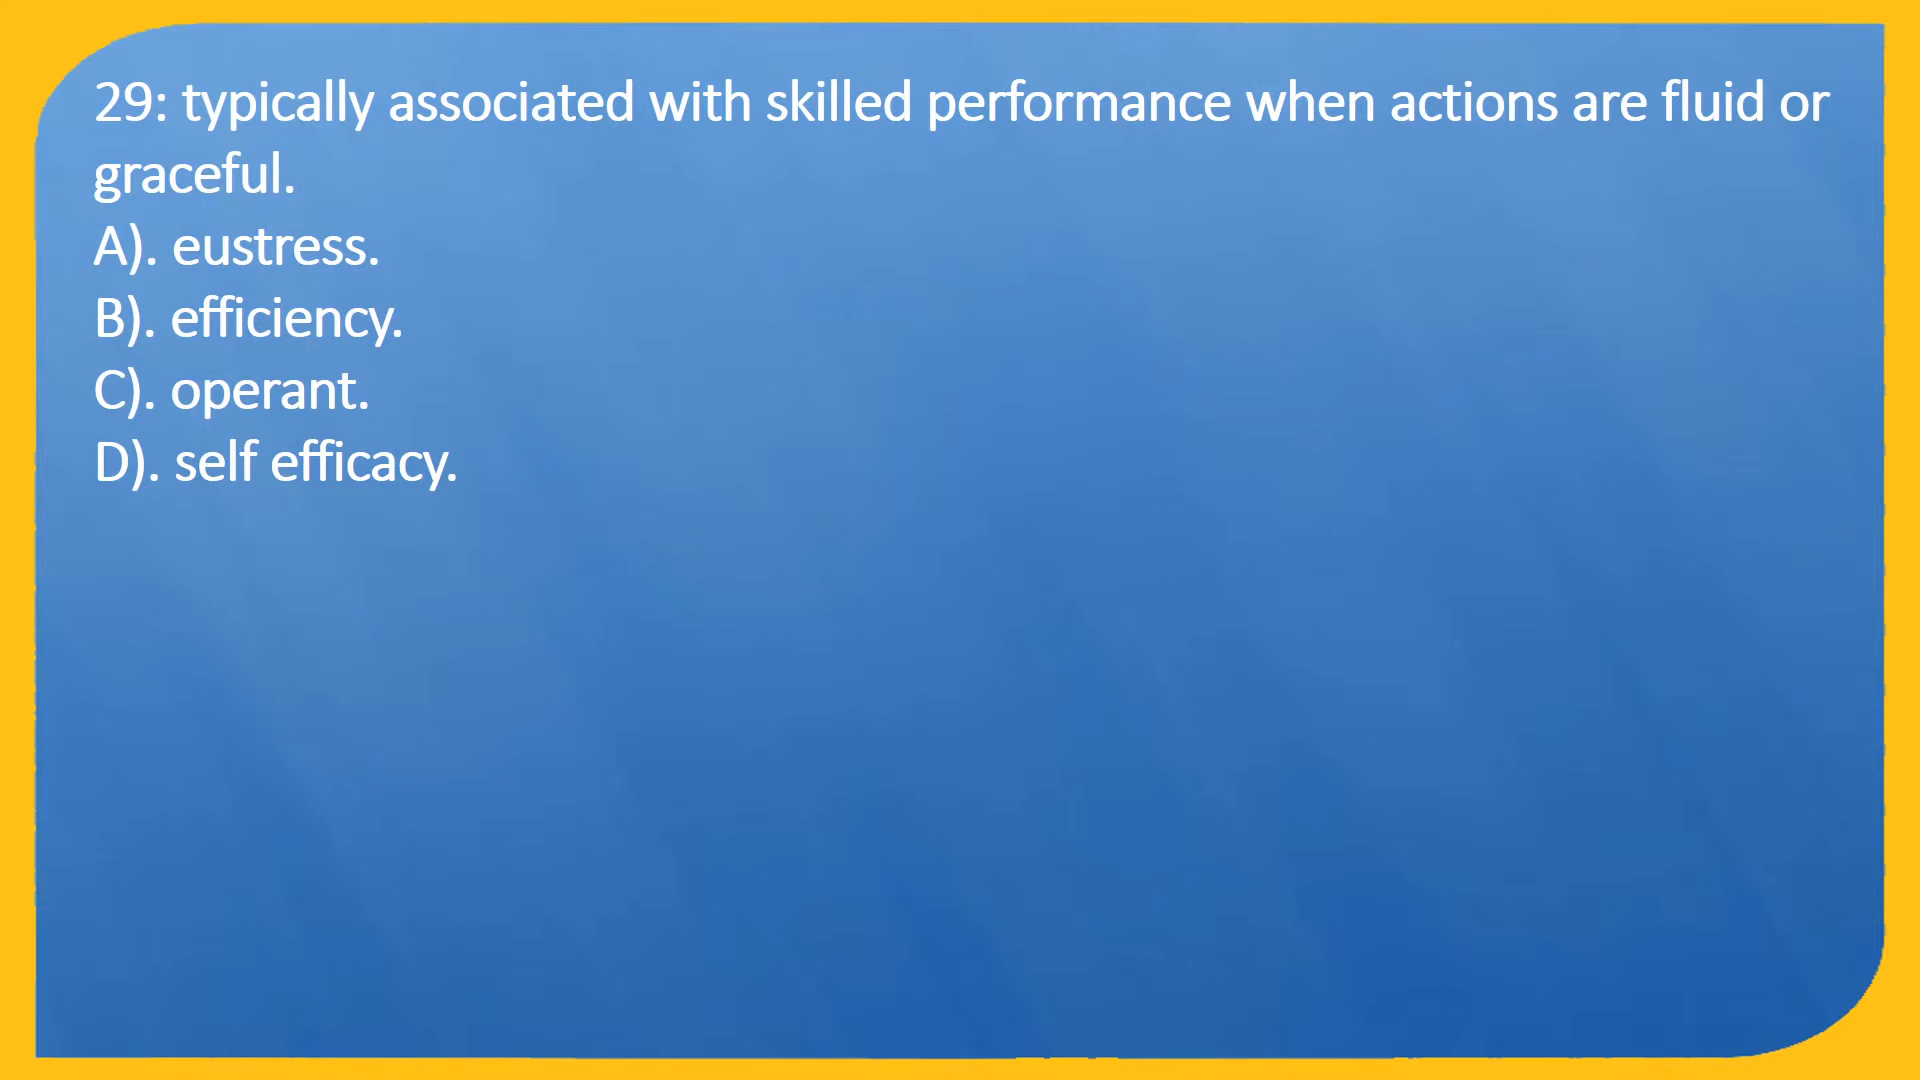 29: typically associated with skilled performance when actions are fluid or
graceful.
A). eustress.
B). efficiency.
C). operant.
D). self efficacy.